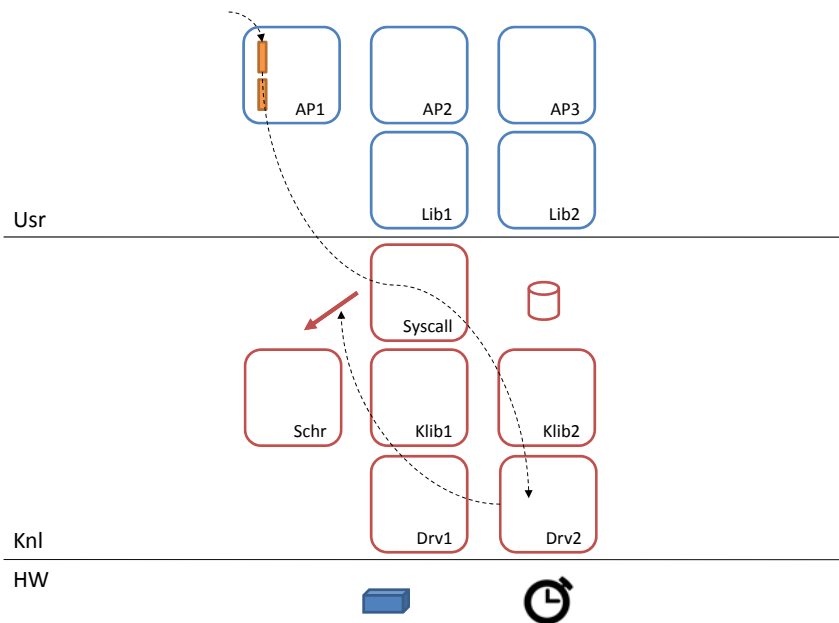 AP1
AP2
AP3
Lib1
Lib2
Usr
Syscall
Schr
Klib1
Klib2
Drv1
Drv2
Knl
HW